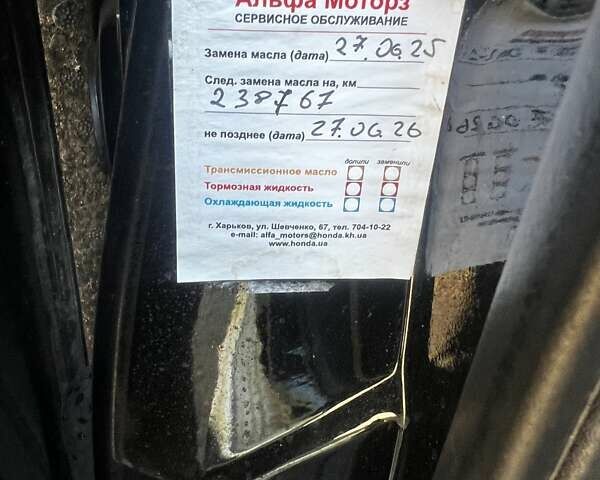 Альфа Моторз
СЕРВИСНОЕ ОБСЛУЖИВАНИЕ
Замена масла (дата) 27.06.25
След. замена масла на, км
238767
не позднее (дата) 27.06.26
долили заменили
Трансмиссионное масло
Тормозная жидкость
Охлаждающая жидкость
г. Харьков, ул. Шевченко, 67, тел. 704-10-22
e-mail: alfa_motors@honda.kh.ua
www.honda.ua